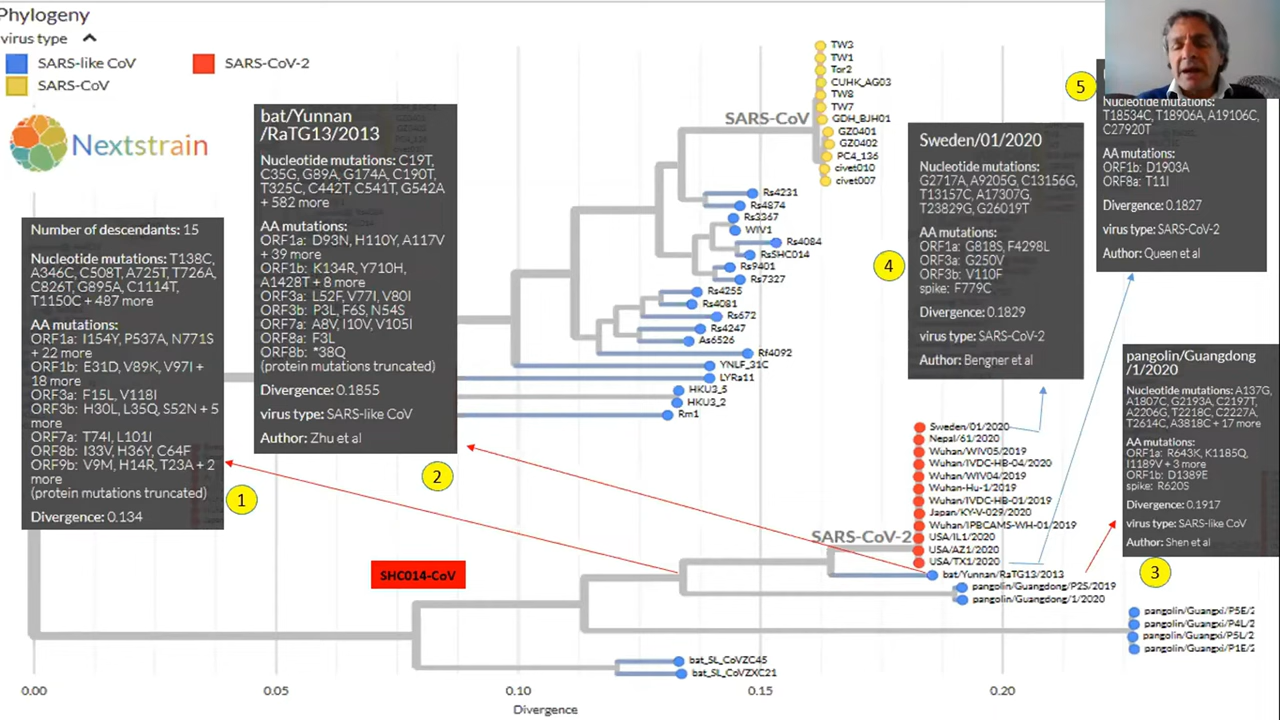 Phylogeny
virus type
SARS-like CoV
SARS-CoV-2
SARS-CoV
Nextstrain
Number of descendants: 15
Nucleotide mutations: T138C,
A346C, C508T, A725T, T726A,
C826T, G895A, C1114T,
T1150C + 487 more
AA mutations:
ORF1a: I154Y, P537A, N771S
+ 22 more
ORF1b: E31D, V89K, V97I +
18 more
ORF3a: F15L, V118I
ORF3b: H30L, L35Q, S52N + 5
more
ORF7a: T74I, L101I
ORF8b: I33V, H36Y, C64F
ORF9b: V9M, H14R, T23A + 2
more
(protein mutations truncated)
Divergence: 0.134
1
bat/Yunnan
/RaTG13/2013
Nucleotide mutations: C19T,
C35G, G89A, G174A, C190T,
T325C, C442T, C541T, G542A
+ 582 more
AA mutations:
ORF1a: D93N, H110Y, A117V
+ 39 more
ORF1b: K134R, Y710H,
A1428T + 8 more
ORF3a: L52F, V77I, V80I
ORF3b: P3L, F6S, N54S
ORF7a: A8V, I10V, V105I
ORF8a: F3L
ORF8b: *38Q
(protein mutations truncated)
Divergence: 0.1855
virus type: SARS-like CoV
Author: Zhu et al
2
SARS-CoV
TW3
TW1
Tor2
CUHK_AG03
TW8
TW7
GDH_BJH01
GZ0401
GZ0402
PC4_136
civet010
civet007
Rs4231
Rs4874
Rs3367
WIV1
Rs4084
RsSHC014
Rs9401
Rs7327
Rs4255
Rs4081
Rs672
Rs4247
As6526
Rf4092
YNLF_31C
LYRa11
HKU3_5
HKU3_2
Rm1
Sweden/01/2020
Nucleotide mutations:
G2717A, A9205G, C13156G,
T13157C, A17307G,
T23829G, G26019T
AA mutations:
ORF1a: G818S, F4298L
ORF3a: G250V
ORF3b: V110F
spike: F779C
Divergence: 0.1829
virus type: SARS-CoV-2
Author: Bengner et al
4
5
Nucleotide mutations:
T18534C, T18906A, A19106C,
C27920T
AA mutations:
ORF1b: D1903A
ORF8a: T11I
Divergence: 0.1827
virus type: SARS-CoV-2
Author: Queen et al
pangolin/Guangdong
/1/2020
Nucleotide mutations: A137G,
A1807C, G2193A, C2197T,
A2206G, T2218C, C2227A,
T2614C, A3818C + 17 more
AA mutations:
ORF1a: R643K, K1185Q,
I1189V + 3 more
ORF1b: D1389E
spike: R620S
Divergence: 0.1917
virus type: SARS-like CoV
Author: Shen et al
3
Sweden/01/2020
Nepal/61/2020
Wuhan/WIV05/2019
Wuhan/IVDC-HB-04/2020
Wuhan/WIV04/2019
Wuhan-Hu-1/2019
Wuhan/IVDC-HB-01/2019
Japan/KY-V-029/2020
Wuhan/IPBCAMS-WH-01/2019
SARS-CoV-2
USA/IL1/2020
USA/AZ1/2020
USA/TX1/2020
bat/Yunnan/RaTG13/2013
pangolin/Guangdong/P2S/2019
pangolin/Guangdong/1/2020
SHC014-CoV
pangolin/Guangxi/P5E/2
pangolin/Guangxi/P4L/2
pangolin/Guangxi/P5L/2
pangolin/Guangxi/P1E/2
bat_SL_CoVZC45
bat_SL_CoVZXC21
0.00
0.05
0.10
0.15
0.20
Divergence